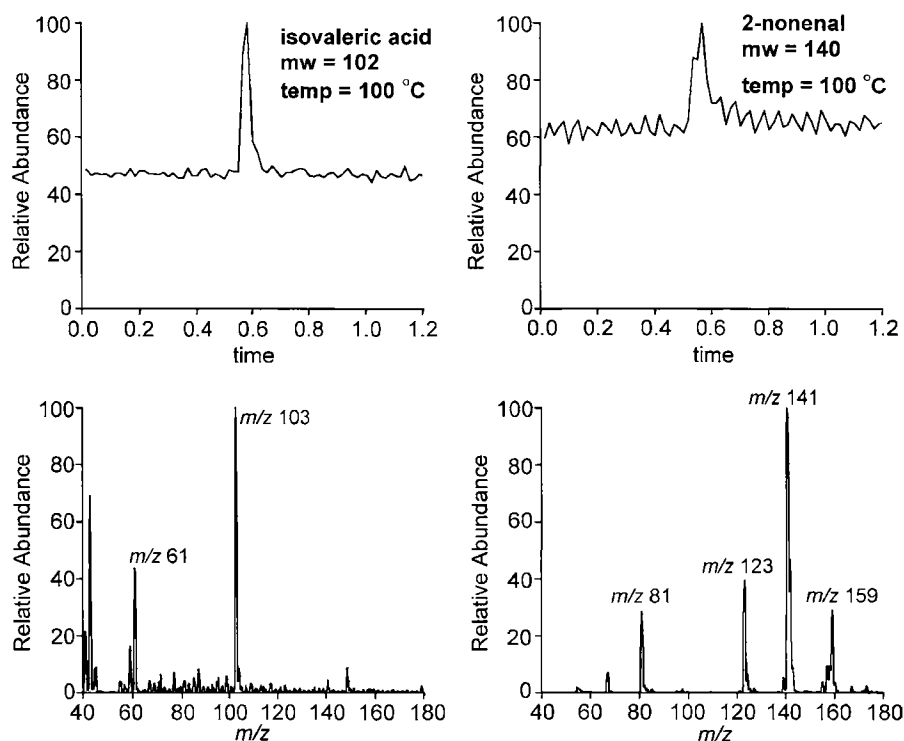 100
80
60
40
20
0
Relative Abundance
isovaleric acid
mw = 102
temp = 100 °C
0.0 0.2 0.4 0.6 0.8 1.0 1.2
time
100
80
60
40
20
0
Relative Abundance
2-nonenal
mw = 140
temp = 100 °C
0.0 0.2 0.4 0.6 0.8 1.0 1.2
time
100
80
60
40
20
0
Relative Abundance
m/z 103
m/z 61
40 60 80 100 120 140 160 180
m/z
100
80
60
40
20
0
Relative Abundance
m/z 141
m/z 123
m/z 81
m/z 159
40 60 80 100 120 140 160 180
m/z